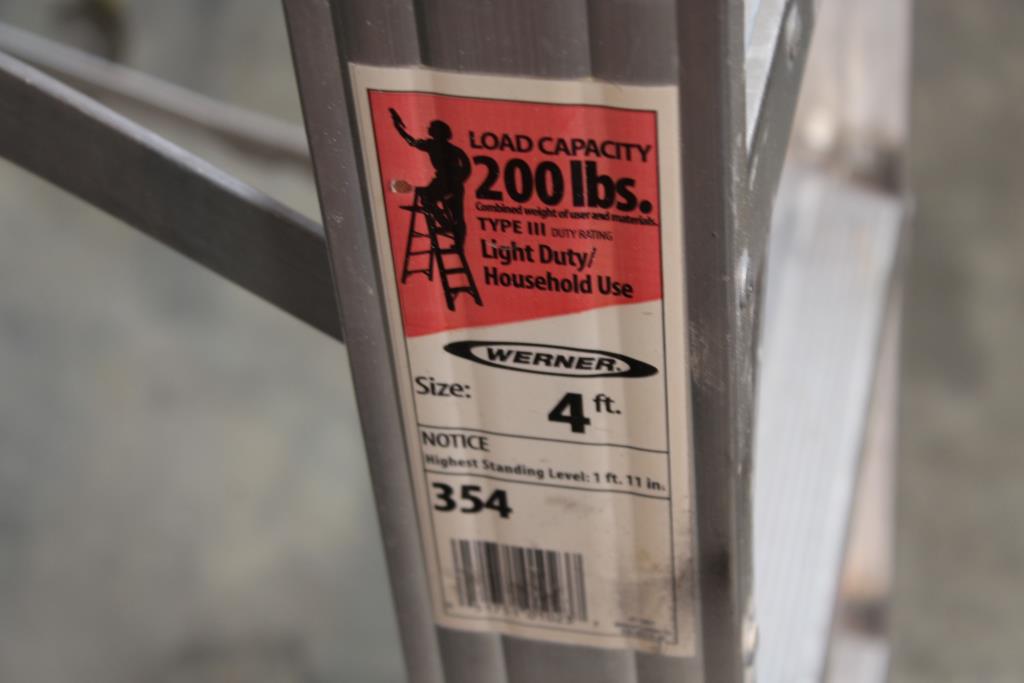 LOAD CAPACITY
200 lbs.
Combined weight of user and materials.
TYPE III DUTY RATING
Light Duty/
Household Use
WERNER.
Size:
4 ft.
NOTICE
Highest Standing Level: 1 ft. 11 in.
354